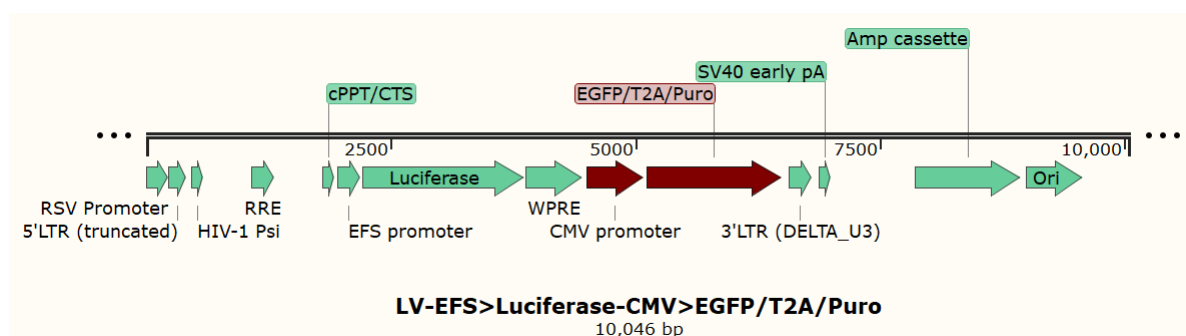 Amp cassette
SV40 early pA
cPPT/CTS EGFP/T2A/Puro
2500 5000 7500 10,000
Luciferase Ori
RSV Promoter RRE WPRE
5'LTR (truncated) HIV-1 Psi EFS promoter CMV promoter 3'LTR (DELTA_U3)
LV-EFS>Luciferase-CMV>EGFP/T2A/Puro
10,046 bp